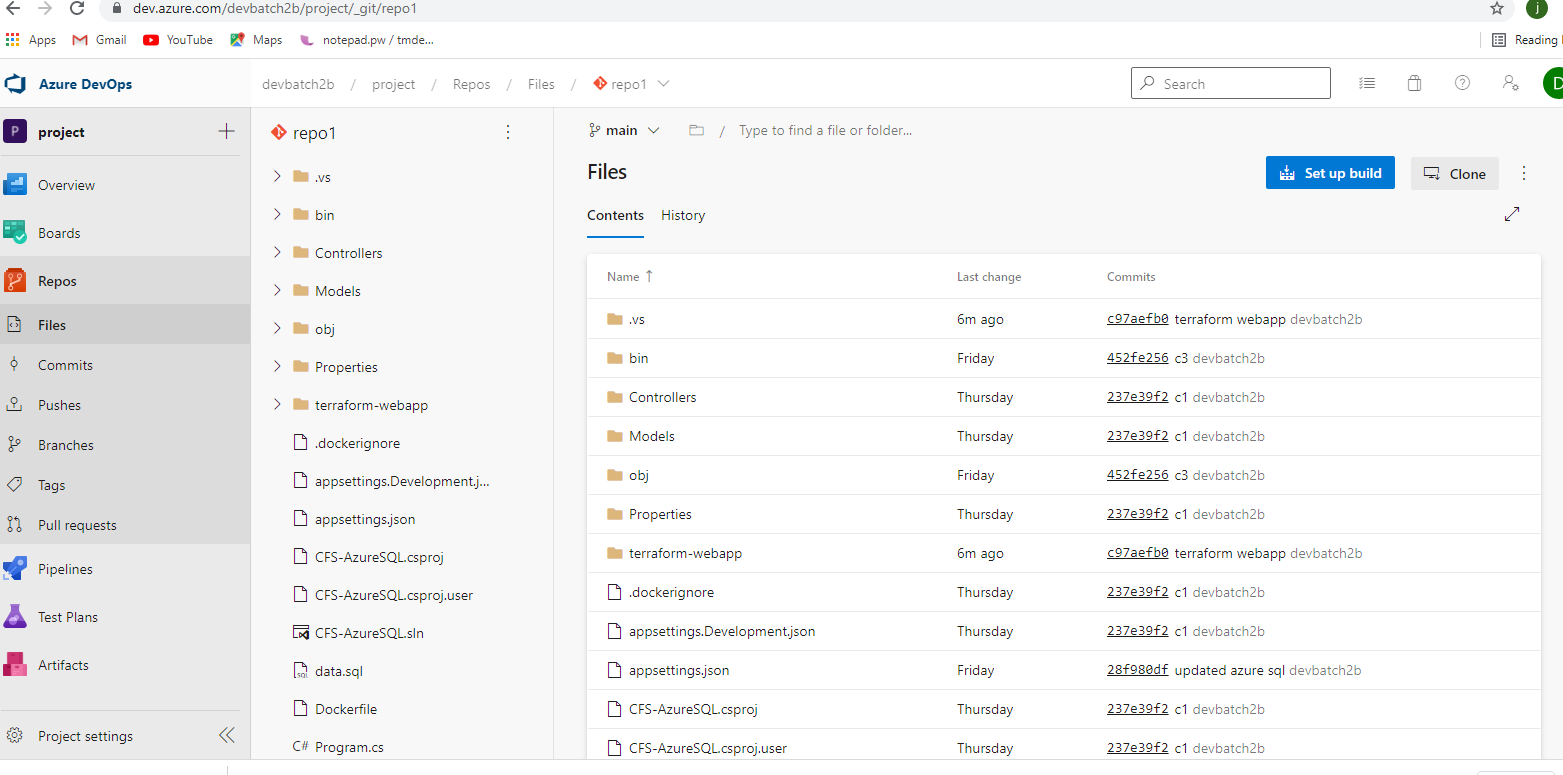 dev.azure.com/devbatch2b/project/_git/repo1
j
Apps Gmail YouTube Maps notepad.pw / tmde... Reading
Azure DevOps devbatch2b / project / Repos / Files / repo1 Search D
P project
Overview
Boards
Repos
Files
Commits
Pushes
Branches
Tags
Pull requests
Pipelines
Test Plans
Artifacts
Project settings
repo1
.vs
bin
Controllers
Models
obj
Properties
terraform-webapp
.dockerignore
appsettings.Development.j...
appsettings.json
CFS-AzureSQL.csproj
CFS-AzureSQL.csproj.user
CFS-AzureSQL.sln
data.sql
Dockerfile
C# Program.cs
main / Type to find a file or folder...
Files
Set up build Clone
Contents History
Name Last change Commits
.vs 6m ago c97aefb0 terraform webapp devbatch2b
bin Friday 452fe256 c3 devbatch2b
Controllers Thursday 237e39f2 c1 devbatch2b
Models Thursday 237e39f2 c1 devbatch2b
obj Friday 452fe256 c3 devbatch2b
Properties Thursday 237e39f2 c1 devbatch2b
terraform-webapp 6m ago c97aefb0 terraform webapp devbatch2b
.dockerignore Thursday 237e39f2 c1 devbatch2b
appsettings.Development.json Thursday 237e39f2 c1 devbatch2b
appsettings.json Friday 28f980df updated azure sql devbatch2b
CFS-AzureSQL.csproj Thursday 237e39f2 c1 devbatch2b
CFS-AzureSQL.csproj.user Thursday 237e39f2 c1 devbatch2b